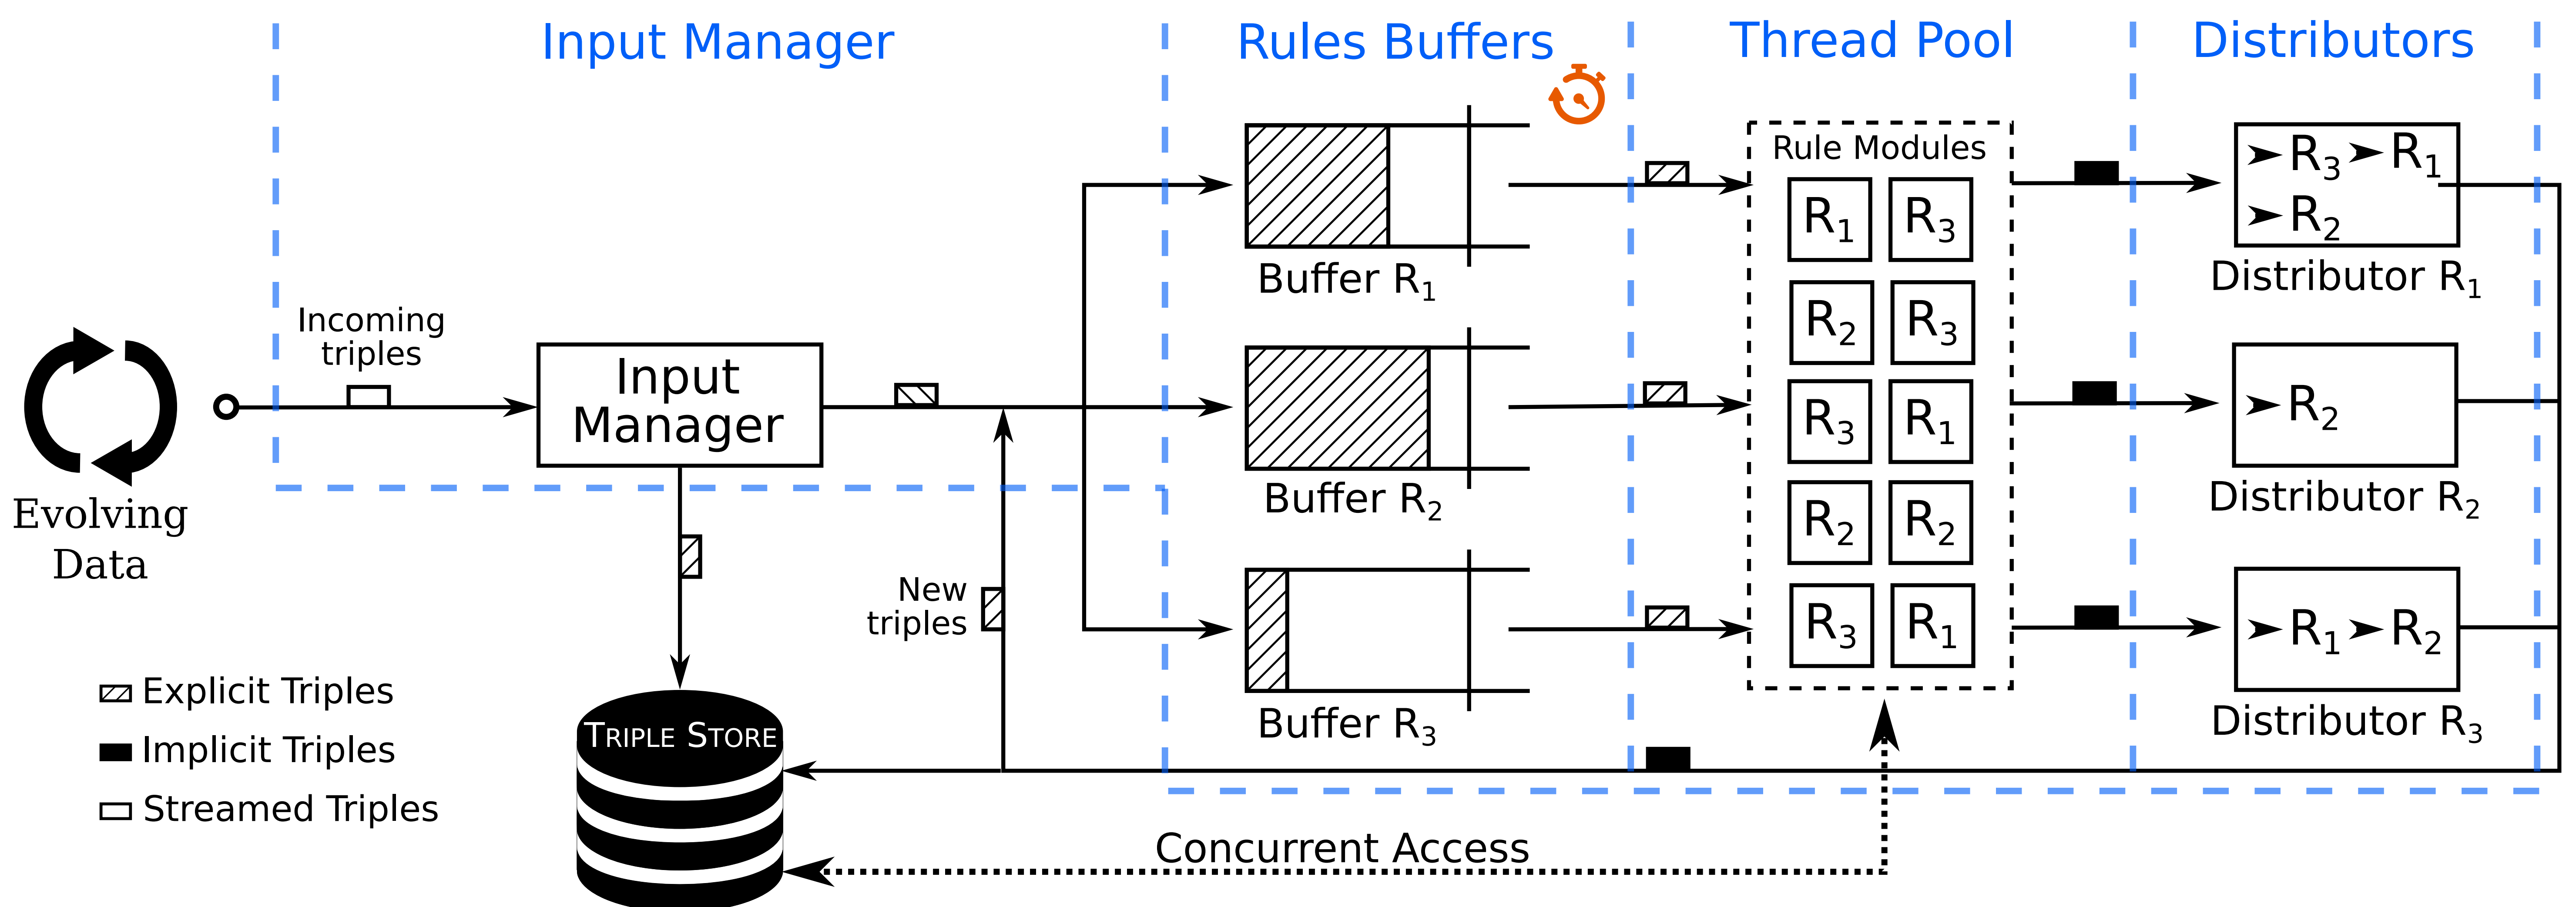 Input Manager
Rules Buffers
Thread Pool
Distributors
Incoming
triples
Input
Manager
Evolving
Data
New
triples
Explicit Triples
Implicit Triples
Streamed Triples
TRIPLE STORE
Buffer R1
Buffer R2
Buffer R3
Rule Modules
R1 R3
R2 R3
R3 R1
R2 R2
R3 R1
➤R3 ➤R1
➤R2
Distributor R1
➤R2
Distributor R2
➤R1 ➤R2
Distributor R3
Concurrent Access